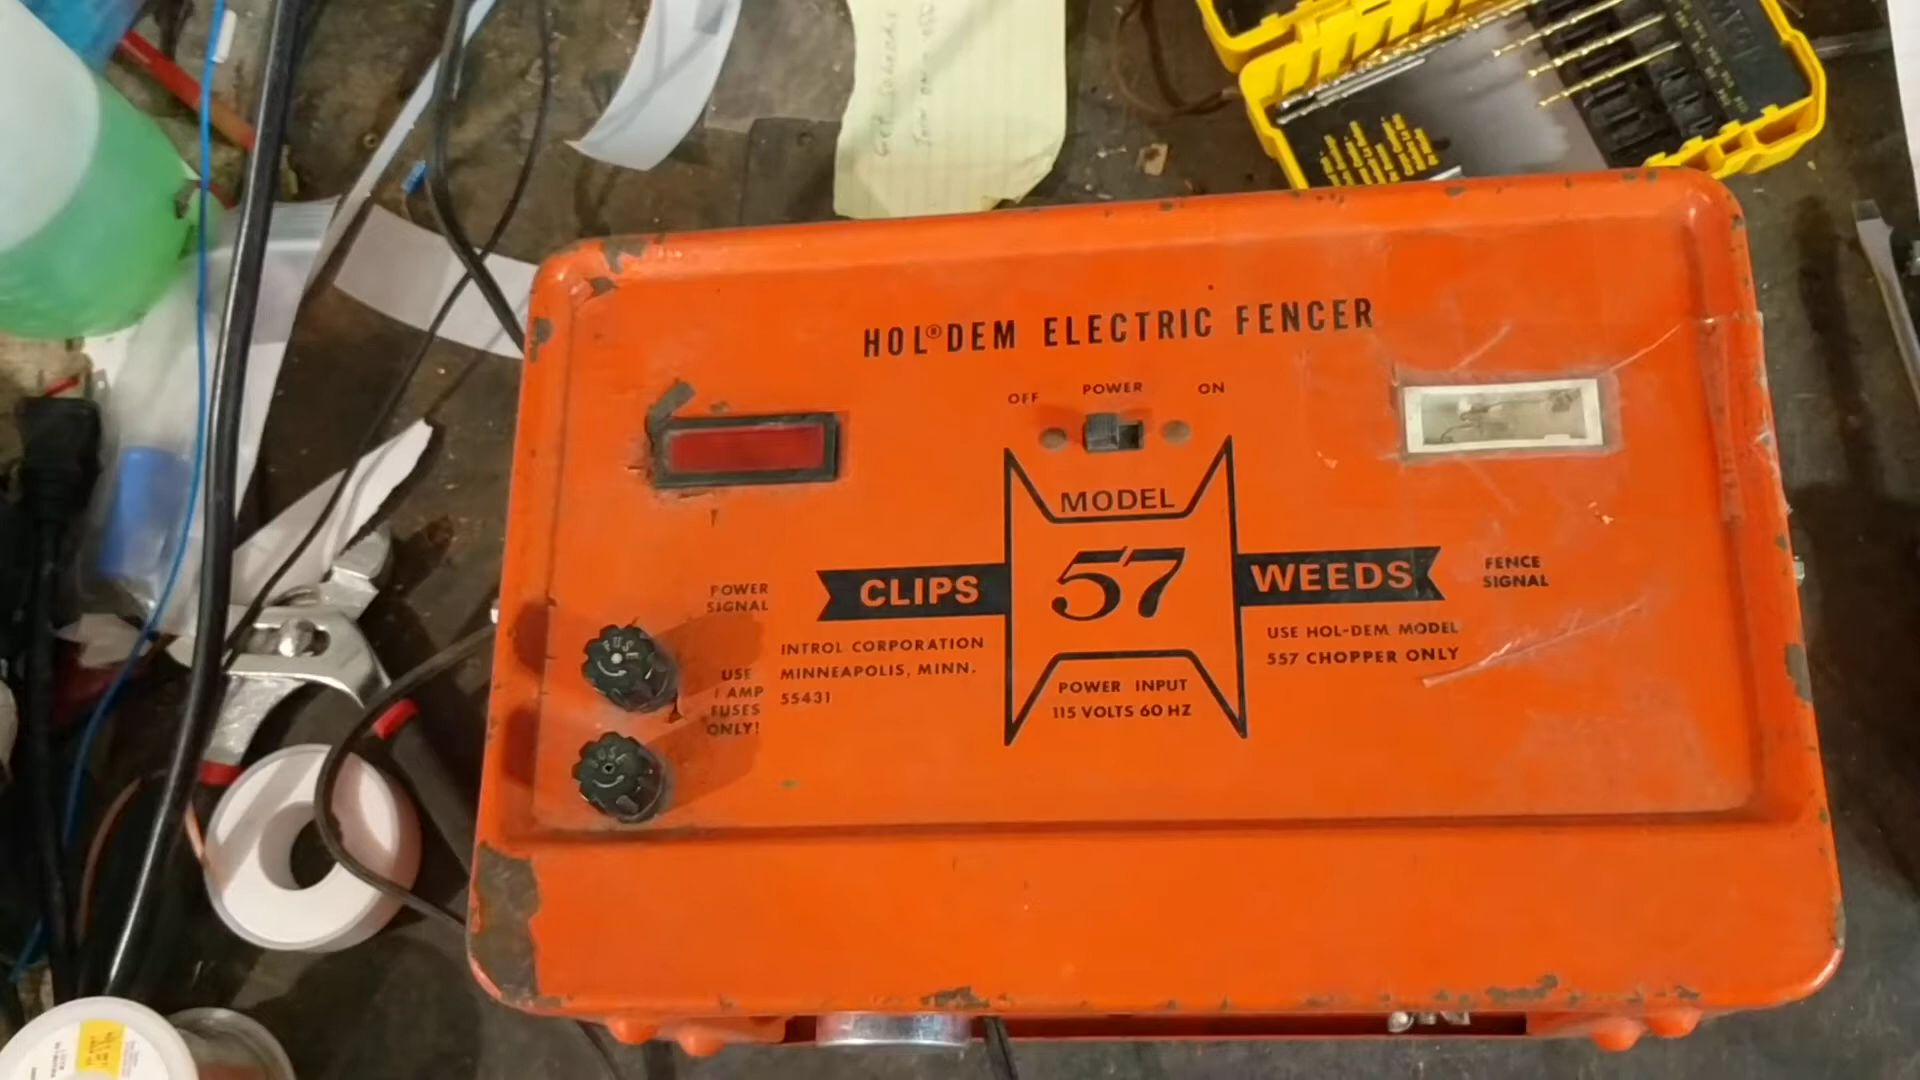 HOL®DEM ELECTRIC FENCER
OFF POWER ON
MODEL
57
CLIPS WEEDS
POWER
SIGNAL
FENCE
SIGNAL
INTROL CORPORATION
MINNEAPOLIS, MINN.
55431
USE HOL-DEM MODEL
557 CHOPPER ONLY
USE
1 AMP
FUSES
ONLY!
POWER INPUT
115 VOLTS 60 HZ
FUSE
FUSE